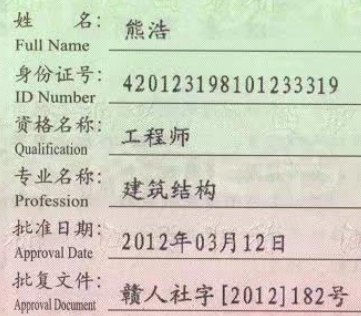 姓 名： 熊浩
Full Name
身份证号： 420123198101233319
ID Number
资格名称： 工程师
Qualification
专业名称： 建筑结构
Profession
批准日期： 2012年03月12日
Approval Date
批复文件： 赣人社字[2012]182号
Approval Document